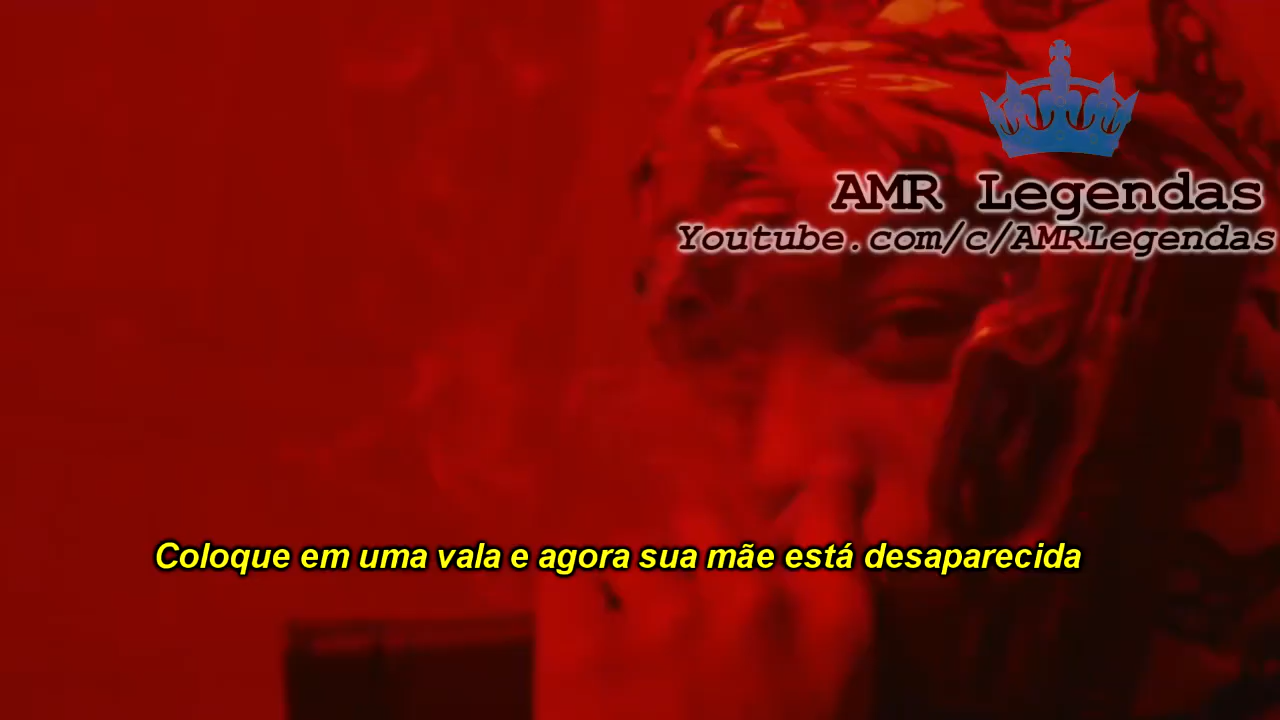 AMR Legendas
Youtube.com/c/AMRLegendas
Coloque em uma vala e agora sua mãe está desaparecida